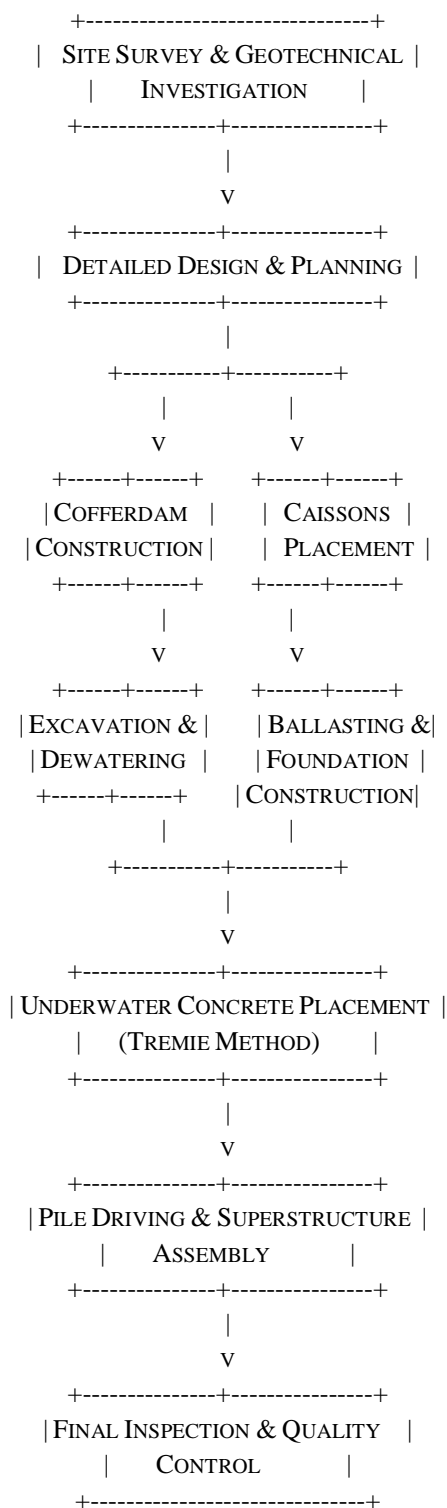 +--------------------------------+
| SITE SURVEY & GEOTECHNICAL |
| INVESTIGATION |
+---------------+----------------+
|
V
+---------------+----------------+
| DETAILED DESIGN & PLANNING |
+---------------+----------------+
|
+-----------+-----------+
| |
V V
+------+------+ +------+------+
| COFFERDAM | | CAISSONS |
| CONSTRUCTION | | PLACEMENT |
+------+------+ +------+------+
| |
V V
+------+------+ +------+------+
| EXCAVATION & | | BALLASTING & |
| DEWATERING | | FOUNDATION |
+------+------+ | CONSTRUCTION |
| |
+-----------+-----------+
|
V
+---------------+----------------+
| UNDERWATER CONCRETE PLACEMENT |
| (TREMIE METHOD) |
+---------------+----------------+
|
V
+---------------+----------------+
| PILE DRIVING & SUPERSTRUCTURE |
| ASSEMBLY |
+---------------+----------------+
|
V
+---------------+----------------+
| FINAL INSPECTION & QUALITY |
| CONTROL |
+--------------------------------+